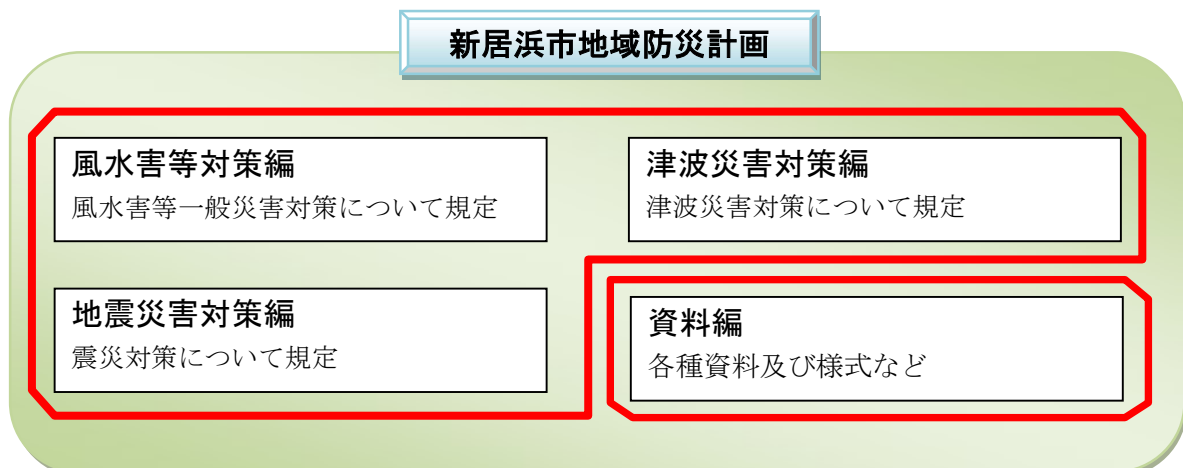 新居浜市地域防災計画
風水害等対策編
風水害等一般災害対策について規定
津波災害対策編
津波災害対策について規定
地震災害対策編
震災対策について規定
資料編
各種資料及び様式など